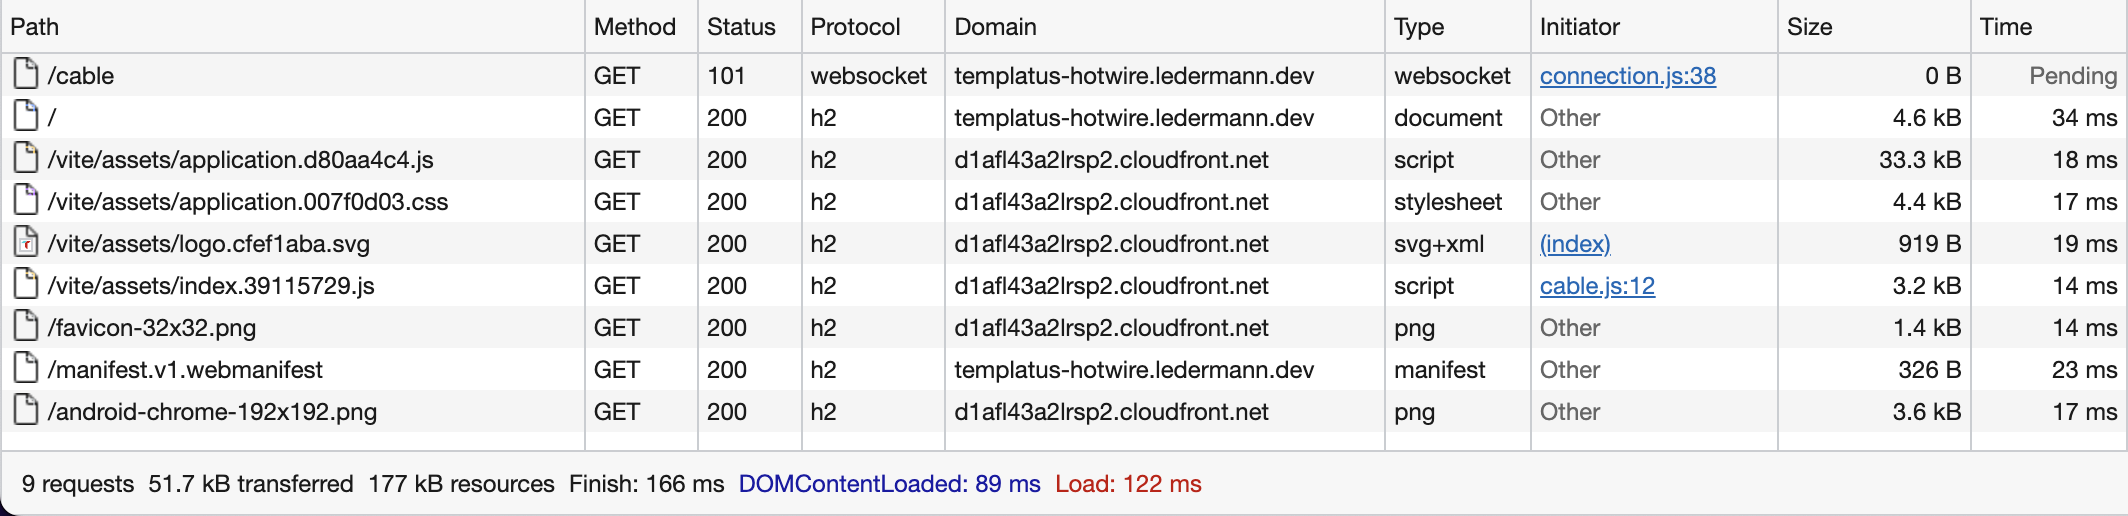 Path Method Status Protocol Domain Type Initiator Size Time
/cable GET 101 websocket templatus-hotwire.ledermann.dev websocket connection.js:38 0 B Pending
/ GET 200 h2 templatus-hotwire.ledermann.dev document Other 4.6 kB 34 ms
/vite/assets/application.d80aa4c4.js GET 200 h2 d1afl43a2lrsp2.cloudfront.net script Other 33.3 kB 18 ms
/vite/assets/application.007f0d03.css GET 200 h2 d1afl43a2lrsp2.cloudfront.net stylesheet Other 4.4 kB 17 ms
/vite/assets/logo.cfef1aba.svg GET 200 h2 d1afl43a2lrsp2.cloudfront.net svg+xml (index) 919 B 19 ms
/vite/assets/index.39115729.js GET 200 h2 d1afl43a2lrsp2.cloudfront.net script cable.js:12 3.2 kB 14 ms
/favicon-32x32.png GET 200 h2 d1afl43a2lrsp2.cloudfront.net png Other 1.4 kB 14 ms
/manifest.v1.webmanifest GET 200 h2 templatus-hotwire.ledermann.dev manifest Other 326 B 23 ms
/android-chrome-192x192.png GET 200 h2 d1afl43a2lrsp2.cloudfront.net png Other 3.6 kB 17 ms
9 requests 51.7 kB transferred 177 kB resources Finish: 166 ms DOMContentLoaded: 89 ms Load: 122 ms